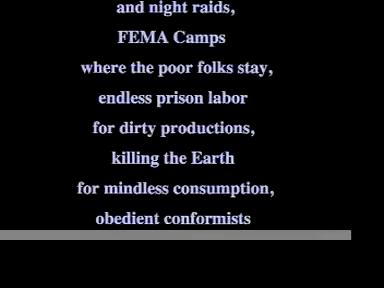 and night raids,
FEMA Camps
where the poor folks stay,
endless prison labor
for dirty productions,
killing the Earth
for mindless consumption,
obedient conformists